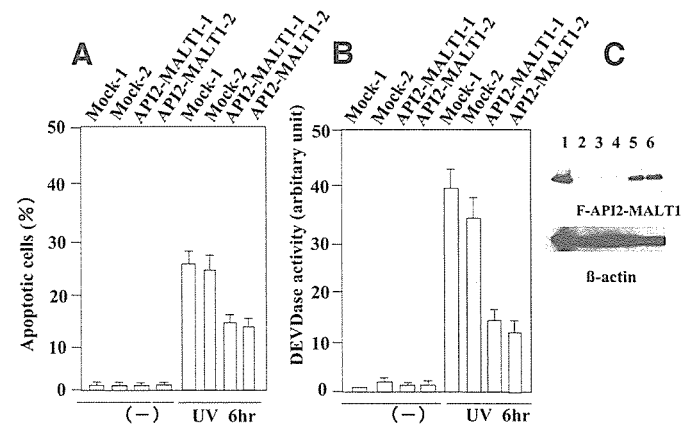 A
Mock-1
Mock-2
API2-MALT1-1
API2-MALT1-2
Mock-1
Mock-2
API2-MALT1-1
API2-MALT1-2
Apoptotic cells (%)
50
40
30
20
10
0
(−)
UV 6hr
B
Mock-1
Mock-2
API2-MALT1-1
API2-MALT1-2
Mock-1
Mock-2
API2-MALT1-1
API2-MALT1-2
DEVDase activity (arbitary unit)
50
40
30
20
10
0
(−)
UV 6hr
C
1 2 3 4 5 6
F-API2-MALT1
ß-actin